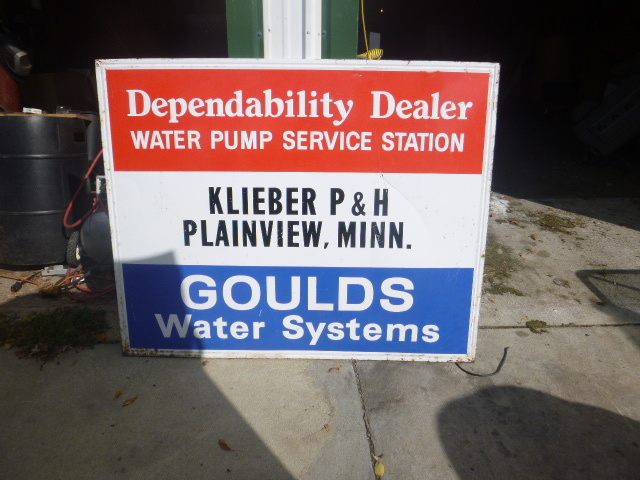 Dependability Dealer
WATER PUMP SERVICE STATION
KLIEBER P & H
PLAINVIEW, MINN.
GOULDS
Water Systems